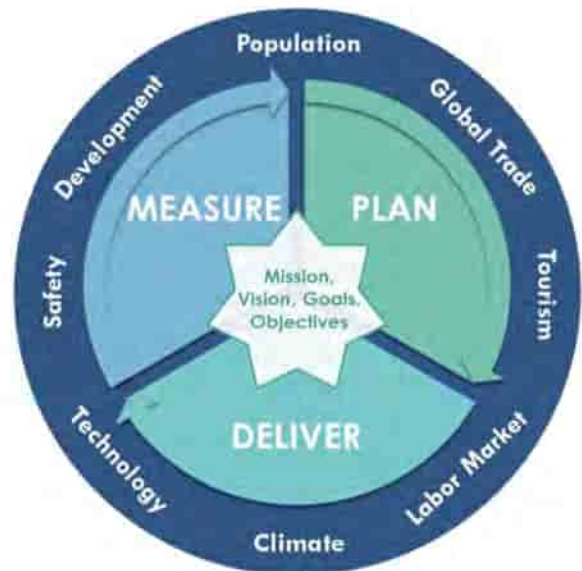 Population
Global Trade
Tourism
Labor Market
Climate
Technology
Safety
Development
MEASURE
PLAN
Mission,
Vision, Goals,
Objectives
DELIVER